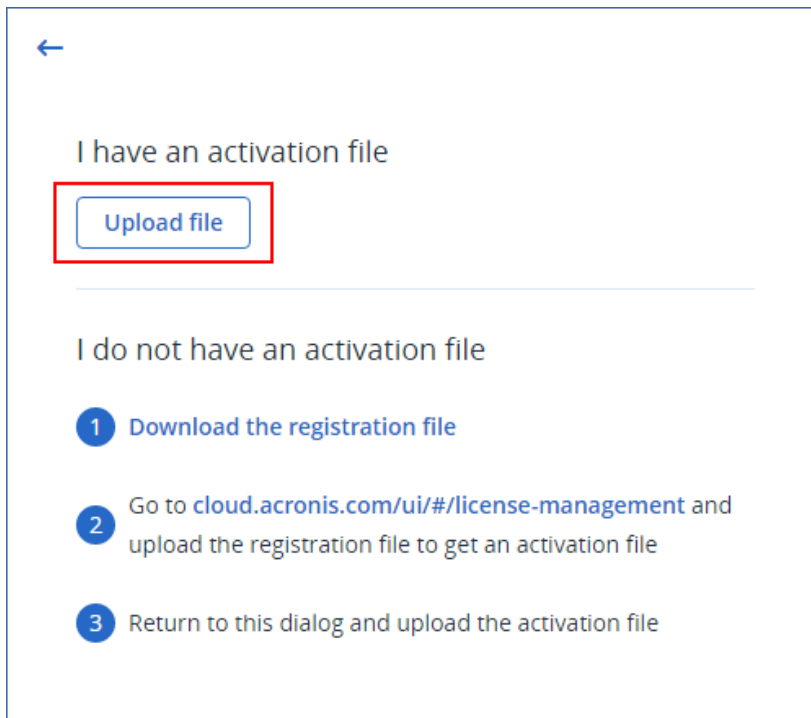 I have an activation file
Upload file
I do not have an activation file
1 Download the registration file
2 Go to cloud.acronis.com/ui/#/license-management and
upload the registration file to get an activation file
3 Return to this dialog and upload the activation file